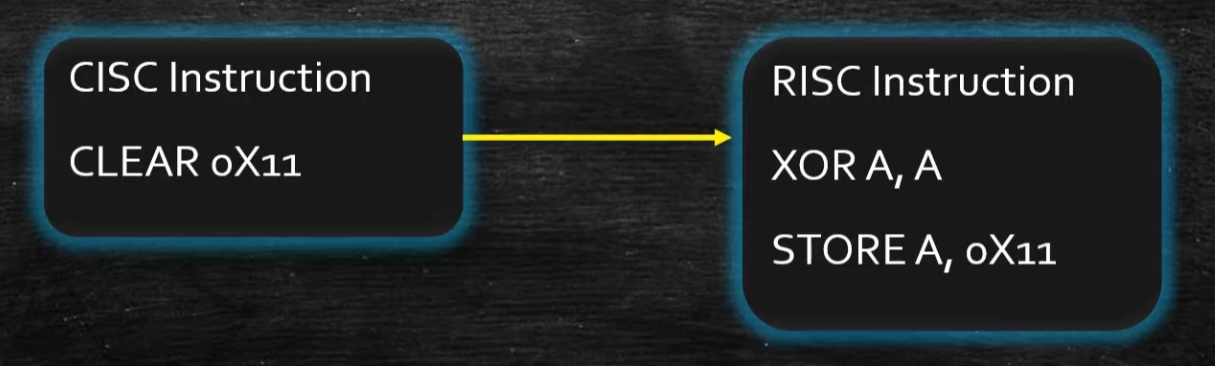 CISC Instruction
CLEAR 0X11
RISC Instruction
XOR A, A
STORE A, 0X11